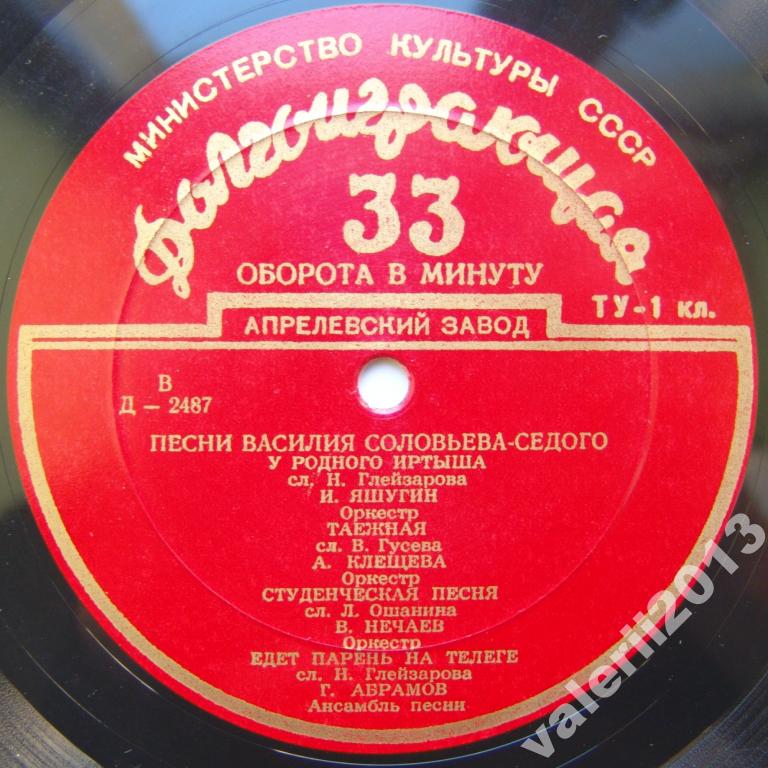 МИНИСТЕРСТВО КУЛЬТУРЫ СССР
Долгоиграющая
33
ОБОРОТА В МИНУТУ
ТУ-1 кл.
АПРЕЛЕВСКИЙ ЗАВОД
В
Д — 2487
ПЕСНИ ВАСИЛИЯ СОЛОВЬЕВА-СЕДОГО
У РОДНОГО ИРТЫША
сл. Н. Глейзарова
И. ЯШУГИН
Оркестр
ТАЕЖНАЯ
сл. В. Гусева
А. КЛЕЩЕВА
Оркестр
СТУДЕНЧЕСКАЯ ПЕСНЯ
сл. Л. Ошанина
В. НЕЧАЕВ
Оркестр
ЕДЕТ ПАРЕНЬ НА ТЕЛЕГЕ
сл. Н. Глейзарова
Г. АБРАМОВ
Ансамбль песни
valerii2013